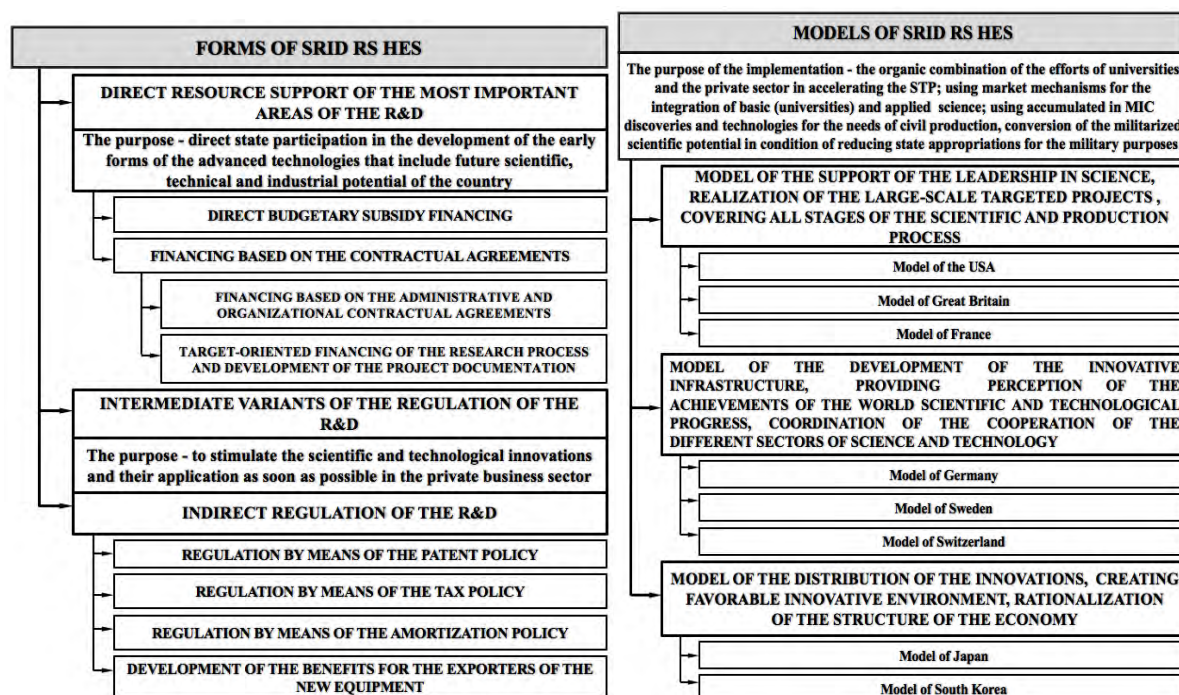 FORMS OF SRID RS HES
DIRECT RESOURCE SUPPORT OF THE MOST IMPORTANT
AREAS OF THE R&D
The purpose - direct state participation in the development of the early
forms of the advanced technologies that include future scientific,
technical and industrial potential of the country
DIRECT BUDGETARY SUBSIDY FINANCING
FINANCING BASED ON THE CONTRACTUAL AGREEMENTS
FINANCING BASED ON THE ADMINISTRATIVE AND
ORGANIZATIONAL CONTRACTUAL AGREEMENTS
TARGET-ORIENTED FINANCING OF THE RESEARCH PROCESS
AND DEVELOPMENT OF THE PROJECT DOCUMENTATION
INTERMEDIATE VARIANTS OF THE REGULATION OF THE
R&D
The purpose - to stimulate the scientific and technological innovations
and their application as soon as possible in the private business sector
INDIRECT REGULATION OF THE R&D
REGULATION BY MEANS OF THE PATENT POLICY
REGULATION BY MEANS OF THE TAX POLICY
REGULATION BY MEANS OF THE AMORTIZATION POLICY
DEVELOPMENT OF THE BENEFITS FOR THE EXPORTERS OF THE
NEW EQUIPMENT
MODELS OF SRID RS HES
The purpose of the implementation - the organic combination of the efforts of universities
and the private sector in accelerating the STP; using market mechanisms for the
integration of basic (universities) and applied science; using accumulated in MIC
discoveries and technologies for the needs of civil production, conversion of the militarized
scientific potential in condition of reducing state appropriations for the military purposes
MODEL OF THE SUPPORT OF THE LEADERSHIP IN SCIENCE,
REALIZATION OF THE LARGE-SCALE TARGETED PROJECTS ,
COVERING ALL STAGES OF THE SCIENTIFIC AND PRODUCTION
PROCESS
Model of the USA
Model of Great Britain
Model of France
MODEL OF THE DEVELOPMENT OF THE INNOVATIVE
INFRASTRUCTURE, PROVIDING PERCEPTION OF THE
ACHIEVEMENTS OF THE WORLD SCIENTIFIC AND TECHNOLOGICAL
PROGRESS, COORDINATION OF THE COOPERATION OF THE
DIFFERENT SECTORS OF SCIENCE AND TECHNOLOGY
Model of Germany
Model of Sweden
Model of Switzerland
MODEL OF THE DISTRIBUTION OF THE INNOVATIONS, CREATING
FAVORABLE INNOVATIVE ENVIRONMENT, RATIONALIZATION
OF THE STRUCTURE OF THE ECONOMY
Model of Japan
Model of South Korea